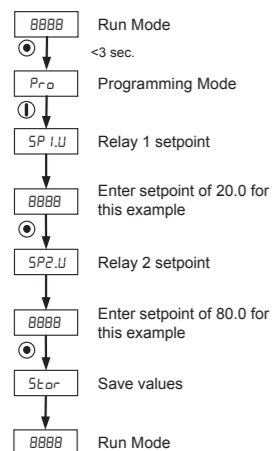 8888 Run Mode
<3 sec.
Pro Programming Mode
SP1.U Relay 1 setpoint
8888 Enter setpoint of 20.0 for
this example
SP2.U Relay 2 setpoint
8888 Enter setpoint of 80.0 for
this example
Stor Save values
8888 Run Mode